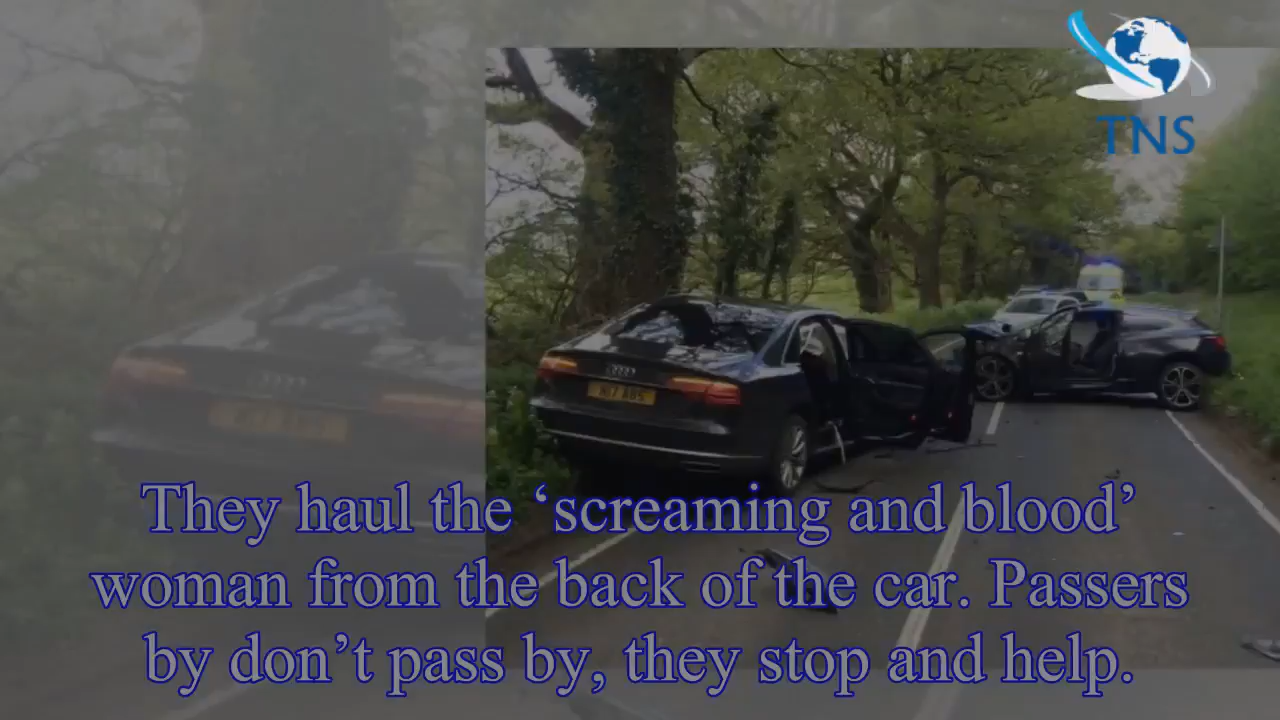 TNS
They haul the ‘screaming and blood’
woman from the back of the car. Passers
by don’t pass by, they stop and help.